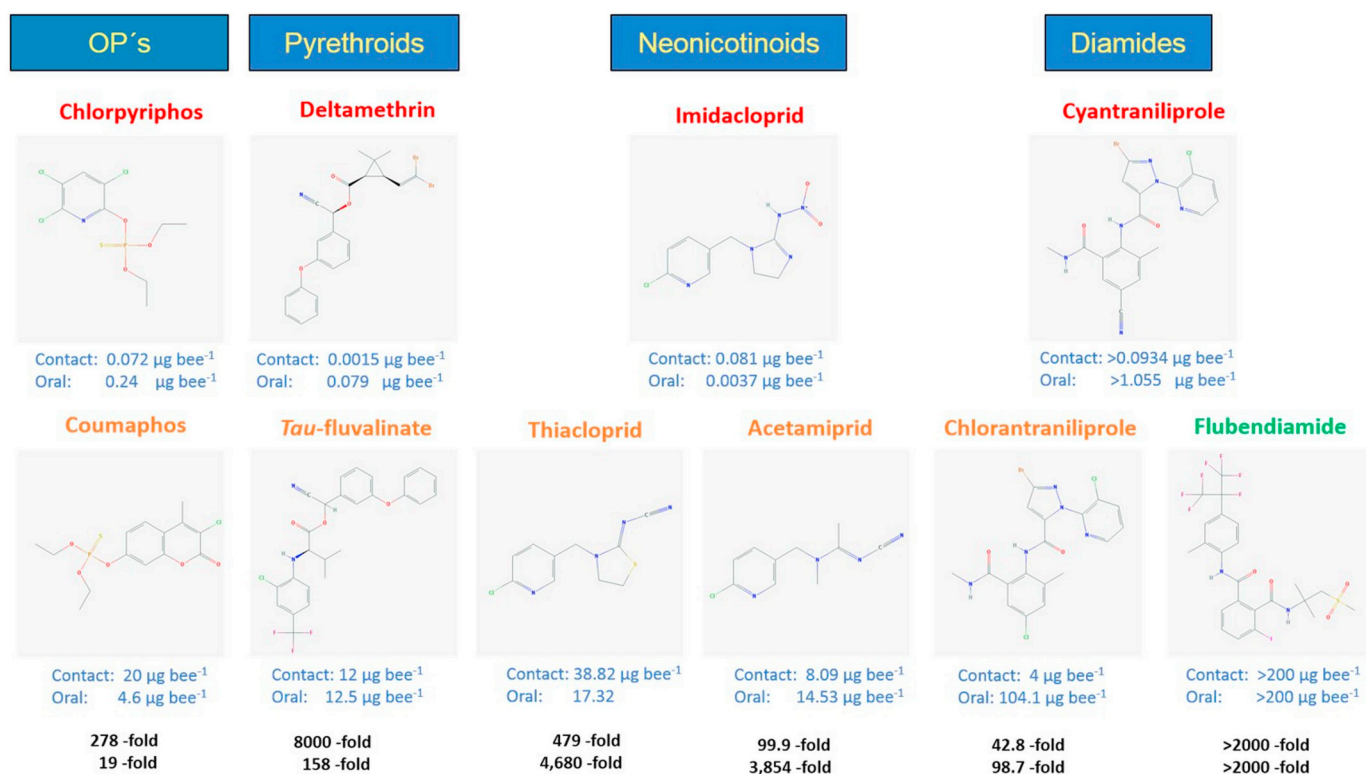 OP´s Pyrethroids Neonicotinoids Diamides
Chlorpyriphos Deltamethrin Imidacloprid Cyantraniliprole
Contact: 0.072 µg bee⁻¹ Contact: 0.0015 µg bee⁻¹ Contact: 0.081 µg bee⁻¹ Contact: >0.0934 µg bee⁻¹
Oral: 0.24 µg bee⁻¹ Oral: 0.079 µg bee⁻¹ Oral: 0.0037 µg bee⁻¹ Oral: >1.055 µg bee⁻¹
Coumaphos Tau-fluvalinate Thiacloprid Acetamiprid Chlorantraniliprole Flubendiamide
Contact: 20 µg bee⁻¹ Contact: 12 µg bee⁻¹ Contact: 38.82 µg bee⁻¹ Contact: 8.09 µg bee⁻¹ Contact: 4 µg bee⁻¹ Contact: >200 µg bee⁻¹
Oral: 4.6 µg bee⁻¹ Oral: 12.5 µg bee⁻¹ Oral: 17.32 Oral: 14.53 µg bee⁻¹ Oral: 104.1 µg bee⁻¹ Oral: >200 µg bee⁻¹
278 -fold 8000 -fold 479 -fold 99.9 -fold 42.8 -fold >2000 -fold
19 -fold 158 -fold 4,680 -fold 3,854 -fold 98.7 -fold >2000 -fold